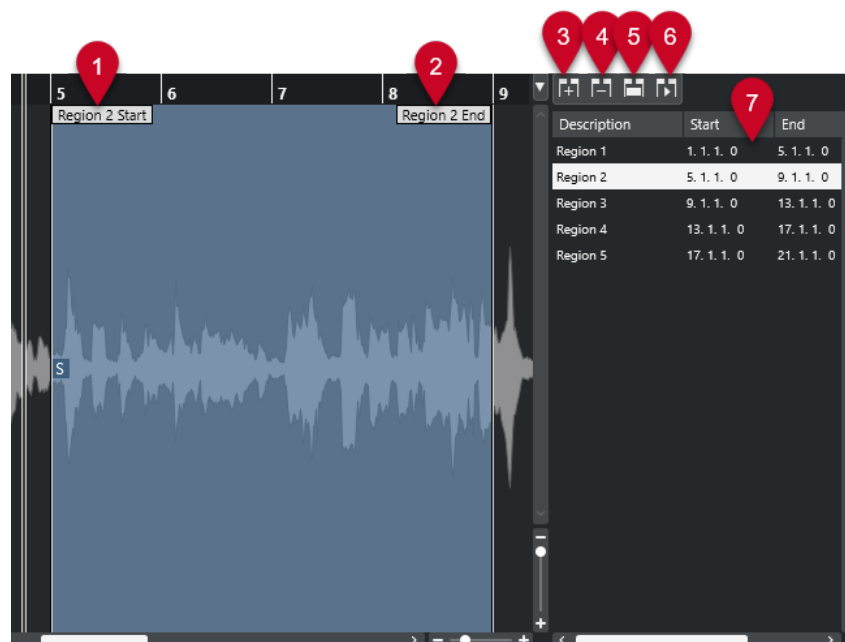 1
2
3
4
5
6
7
5
6
7
8
9
Region 2 Start
Region 2 End
S
Description Start End
Region 1 1. 1. 1. 0 5. 1. 1. 0
Region 2 5. 1. 1. 0 9. 1. 1. 0
Region 3 9. 1. 1. 0 13. 1. 1. 0
Region 4 13. 1. 1. 0 17. 1. 1. 0
Region 5 17. 1. 1. 0 21. 1. 1. 0